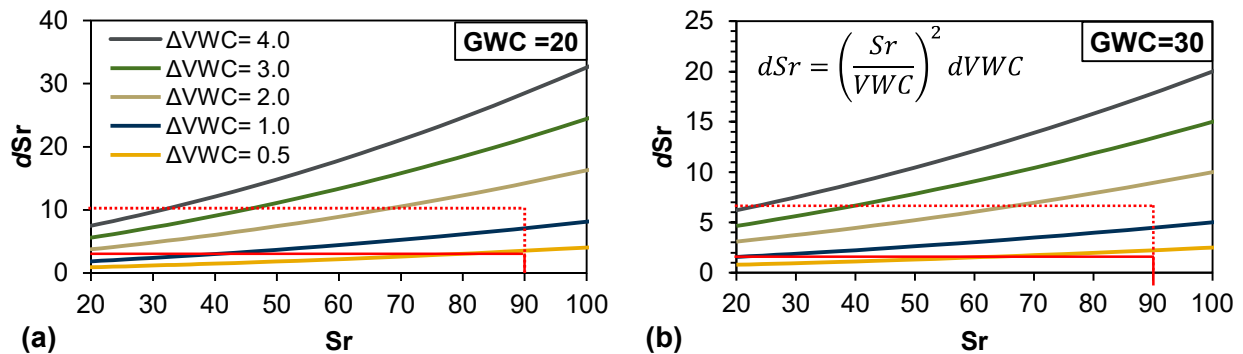 40
30
20
10
0
dSr
ΔVWC= 4.0
ΔVWC= 3.0
ΔVWC= 2.0
ΔVWC= 1.0
ΔVWC= 0.5
GWC =20
20 30 40 50 60 70 80 90 100
Sr
(a)
25
20
15
10
5
0
dSr
dSr = (Sr/VWC)² dVWC
GWC=30
20 30 40 50 60 70 80 90 100
Sr
(b)